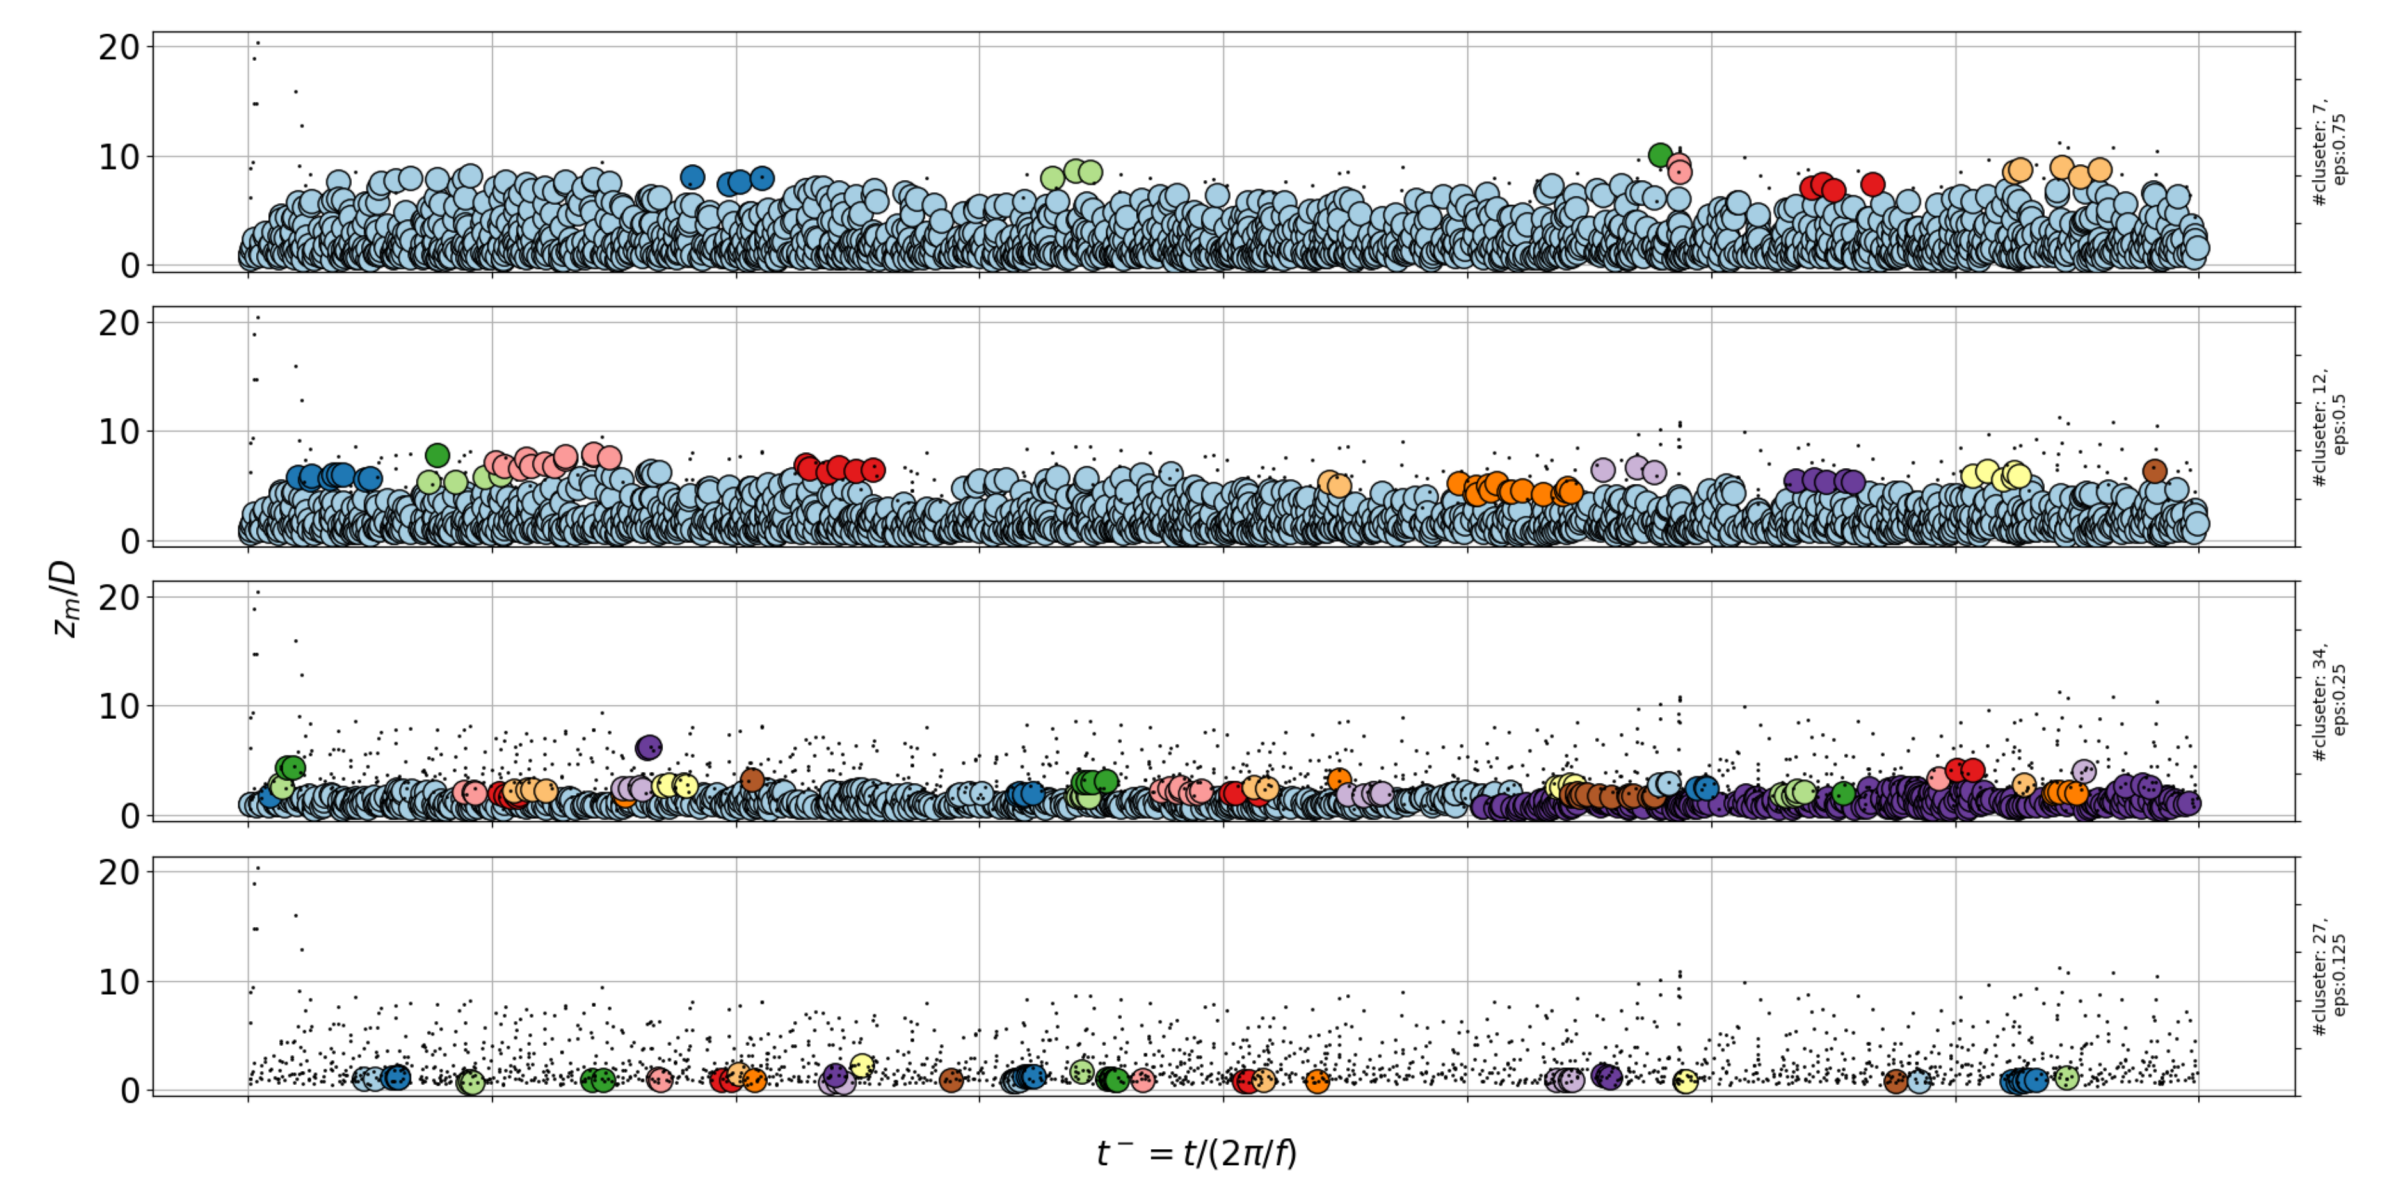 20
10
0
#cluseter: 7,
eps:0.75
20
10
0
#cluseter: 12,
eps:0.5
z_m/D
20
10
0
#cluseter: 34,
eps:0.25
20
10
0
#cluseter: 27,
eps:0.125
t⁻ = t/(2π/f)